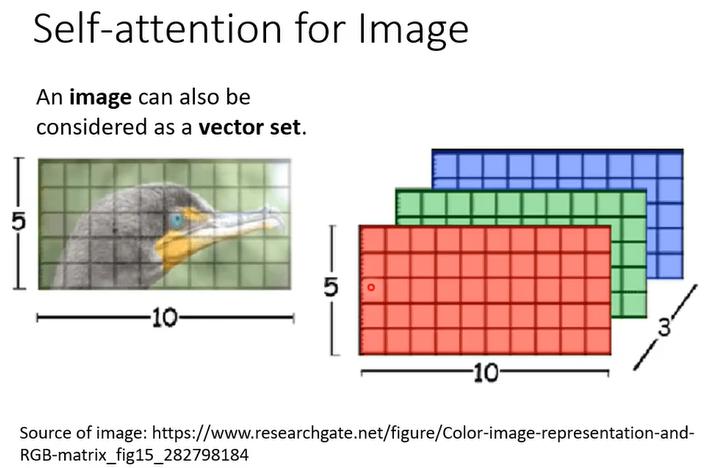 Self-attention for Image
An image can also be
considered as a vector set.
5
10
5
10
3
Source of image: https://www.researchgate.net/figure/Color-image-representation-and-
RGB-matrix_fig15_282798184